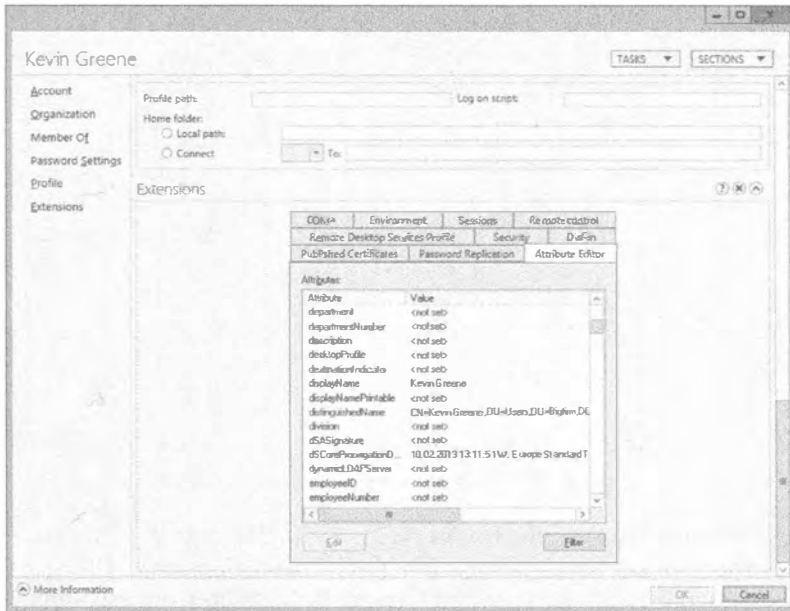 Kevin Greene
TASKS
SECTIONS
Account
Organization
Member Of
Password Settings
Profile
Extensions
Profile path:
Log on script:
Home folder:
Local path:
Connect
To:
Extensions
COM+
Environment
Sessions
Remote control
Remote Desktop Services Profile
Security
Dial-in
Published Certificates
Password Replication
Attribute Editor
Attributes:
Attribute Value
department <not set>
departmentNumber <not set>
description <not set>
desktopProfile <not set>
destinationIndicator <not set>
displayName Kevin Greene
displayNamePrintable <not set>
distinguishedName CN=Kevin Greene,OU=Users,OU=Bigfirm,DC
division <not set>
dSASignature <not set>
dSCorePropagationD... 10.02.2013 13:11:51 W. Europe Standard T
dynamicLDAPServer <not set>
employeeID <not set>
employeeNumber <not set>
Edit
Filter
More Information
OK
Cancel